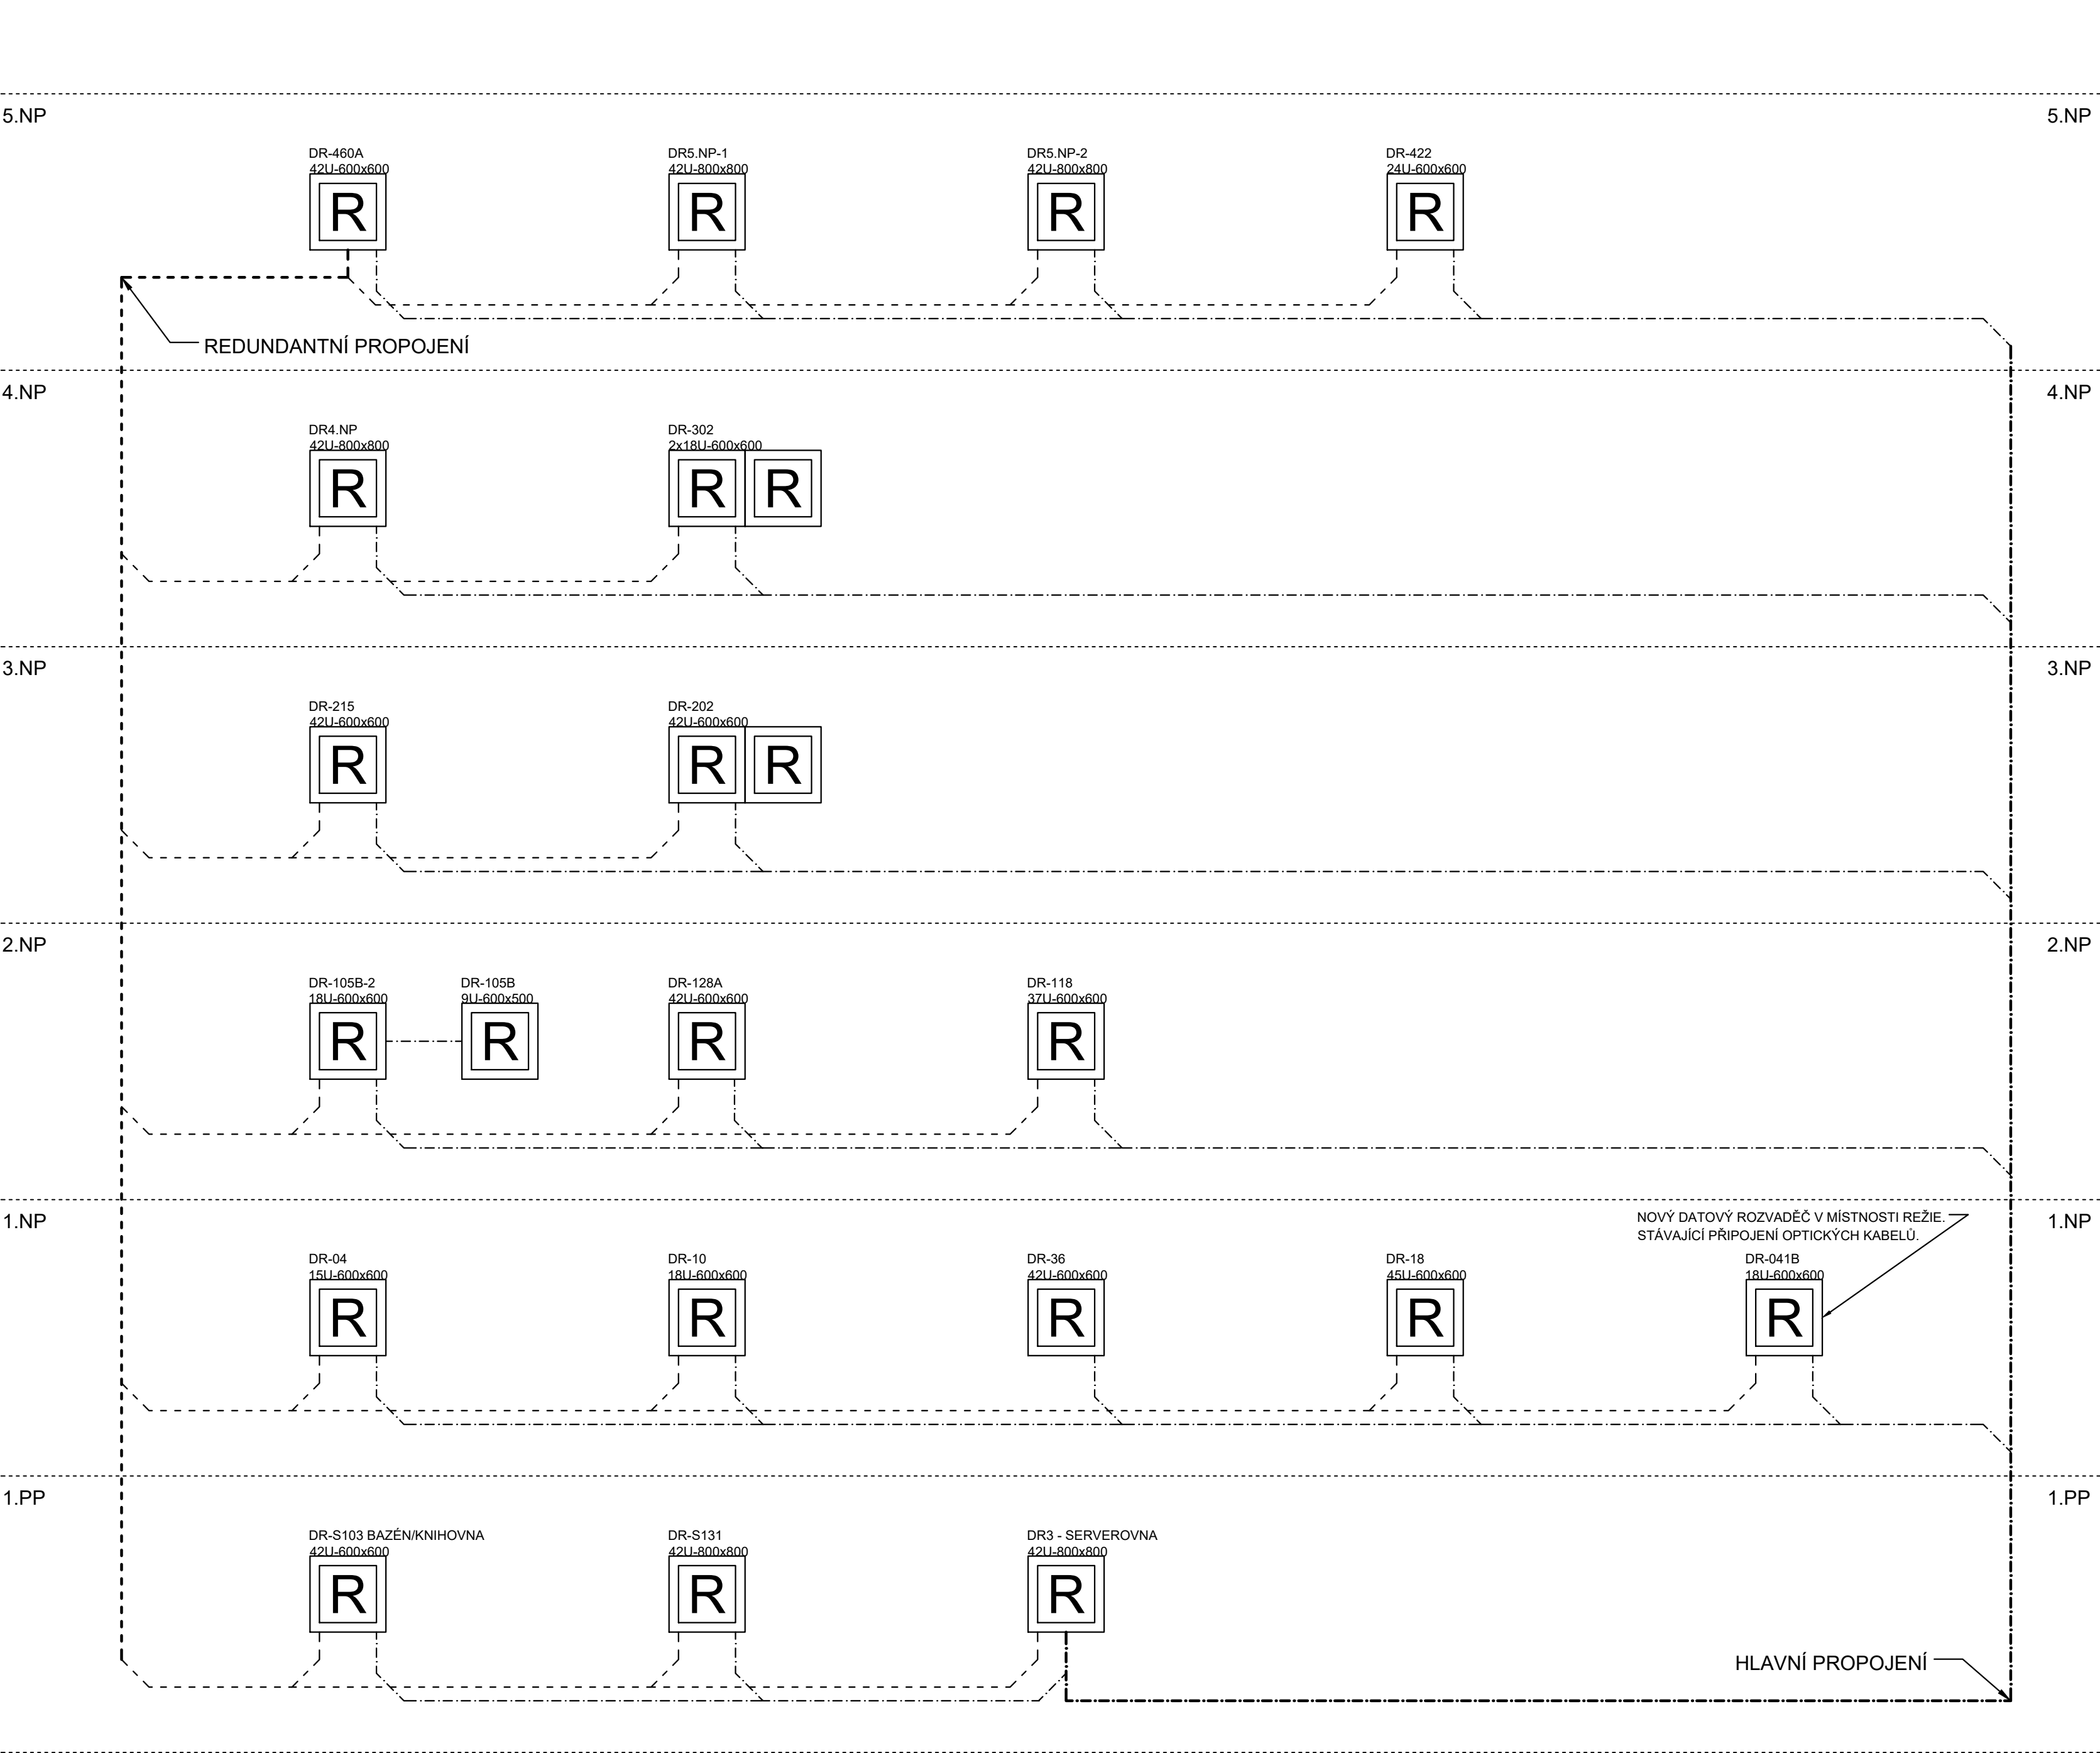 5.NP
5.NP
DR-460A
42U-600x600
R
DR5.NP-1
42U-800x800
R
DR5.NP-2
42U-800x800
R
DR-422
24U-600x600
R
REDUNDANTNÍ PROPOJENÍ
4.NP
4.NP
DR4.NP
42U-800x800
R
DR-302
2x18U-600x600
R
R
3.NP
3.NP
DR-215
42U-600x600
R
DR-202
42U-600x600
R
R
2.NP
2.NP
DR-105B-2
18U-600x600
R
DR-105B
9U-600x500
R
DR-128A
42U-600x600
R
DR-118
37U-600x600
R
1.NP
1.NP
NOVÝ DATOVÝ ROZVADĚČ V MÍSTNOSTI REŽIE.
STÁVAJÍCÍ PŘIPOJENÍ OPTICKÝCH KABELŮ.
DR-04
15U-600x600
R
DR-10
18U-600x600
R
DR-36
42U-600x600
R
DR-18
45U-600x600
R
DR-041B
18U-600x600
R
1.PP
1.PP
DR-S103 BAZÉN/KNIHOVNA
42U-600x600
R
DR-S131
42U-800x800
R
DR3 - SERVEROVNA
42U-800x800
R
HLAVNÍ PROPOJENÍ